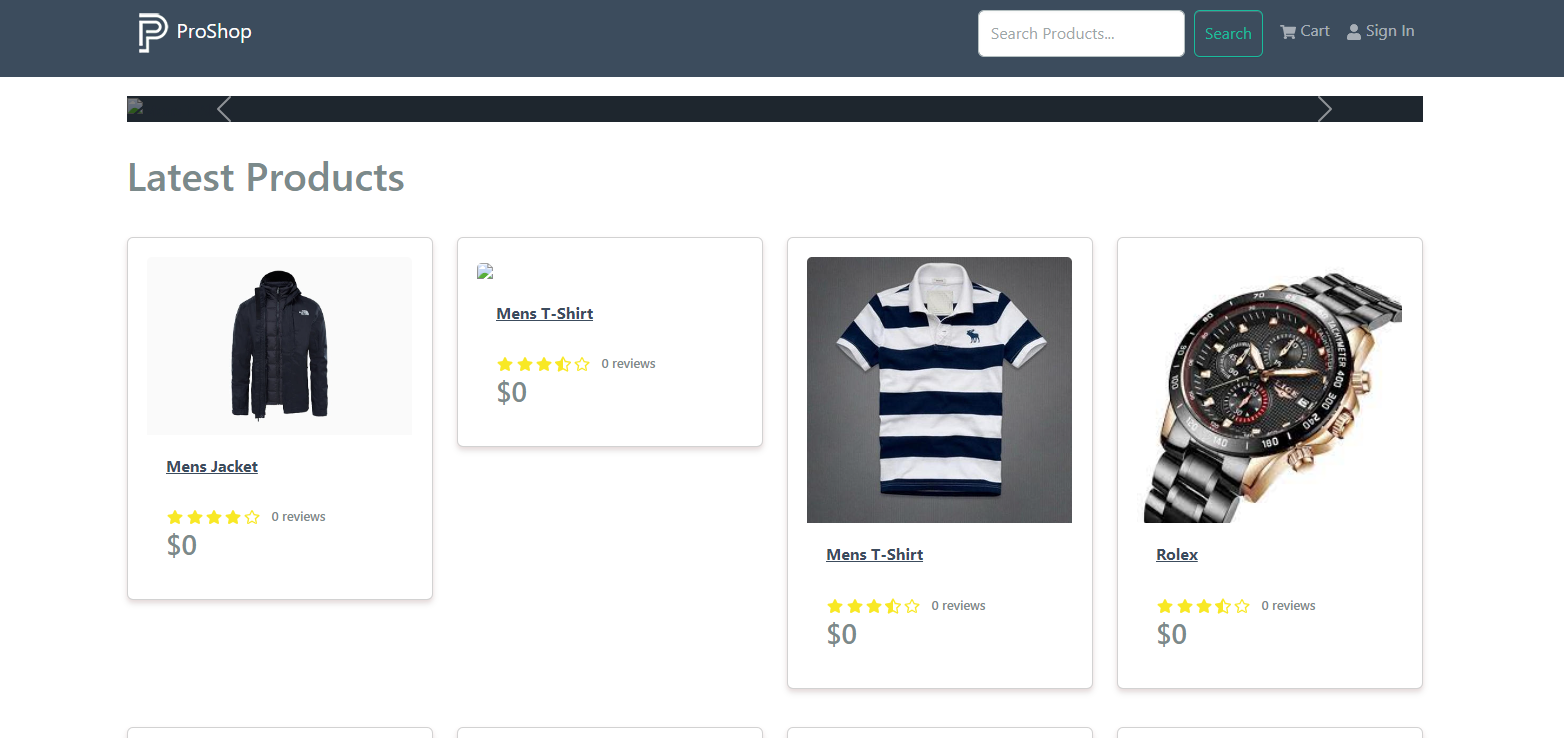 ProShop
Search Products...
Search
Cart
Sign In
Latest Products
Mens Jacket
0 reviews
$0
Mens T-Shirt
0 reviews
$0
Mens T-Shirt
0 reviews
$0
Rolex
0 reviews
$0